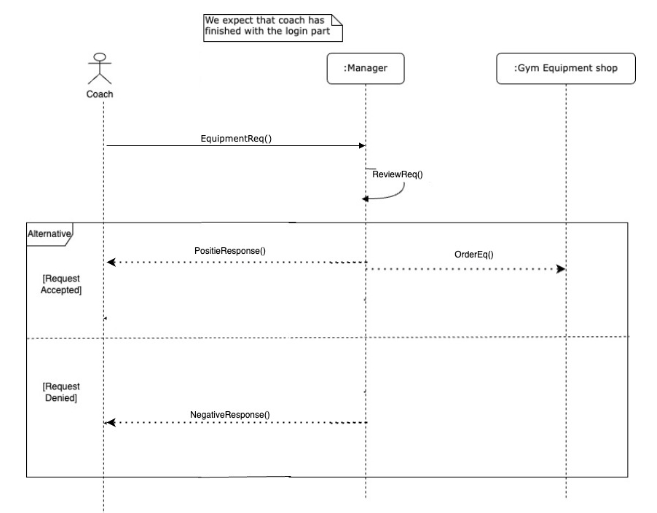 We expect that coach has
finished with the login part
:Manager
:Gym Equipment shop
Coach
EquipmentReq()
ReviewReq()
Alternative
PositieResponse()
OrderEq()
[Request
Accepted]
[Request
Denied]
NegativeResponse()